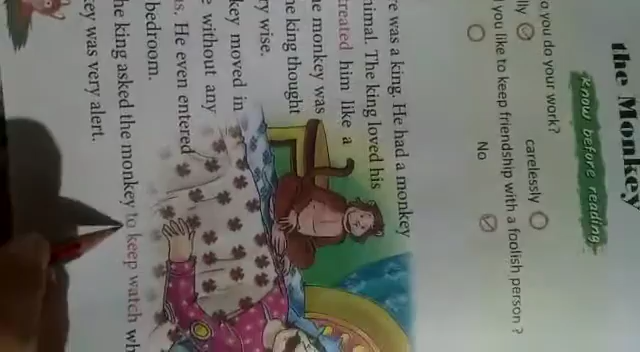 the Monkey
Know before reading
o you do your work?
lly carelessly
you like to keep friendship with a foolish person ?
No
re was a king. He had a monkey
nimal. The king loved his
treated him like a
he monkey was
ry wise.
he king thought
key moved in
e without any
s. He even entered
bedroom.
he king asked the monkey to keep watch wh
key was very alert.